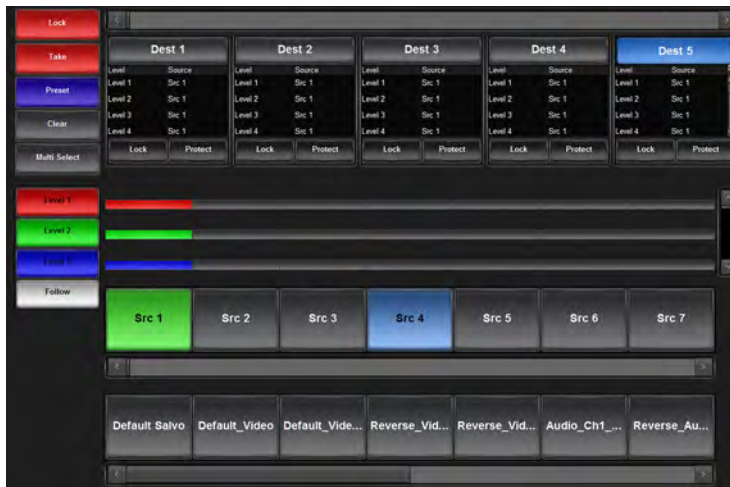 Lock
Take
Preset
Clear
Multi Select
Dest 1 Dest 2 Dest 3 Dest 4 Dest 5
Level Source Level Source Level Source Level Source Level Source
Level 1 Src 1 Level 1 Src 1 Level 1 Src 1 Level 1 Src 1 Level 1 Src 1
Level 2 Src 1 Level 2 Src 1 Level 2 Src 1 Level 2 Src 1 Level 2 Src 1
Level 3 Src 1 Level 3 Src 1 Level 3 Src 1 Level 3 Src 1 Level 3 Src 1
Level 4 Src 1 Level 4 Src 1 Level 4 Src 1 Level 4 Src 1 Level 4 Src 1
Lock Protect Lock Protect Lock Protect Lock Protect Lock Protect
Level 1
Level 2
Level 3
Follow
Src 1 Src 2 Src 3 Src 4 Src 5 Src 6 Src 7
Default Salvo Default_Video Default_Vide... Reverse_Vid... Reverse_Vid... Audio_Ch1_... Reverse_Au...